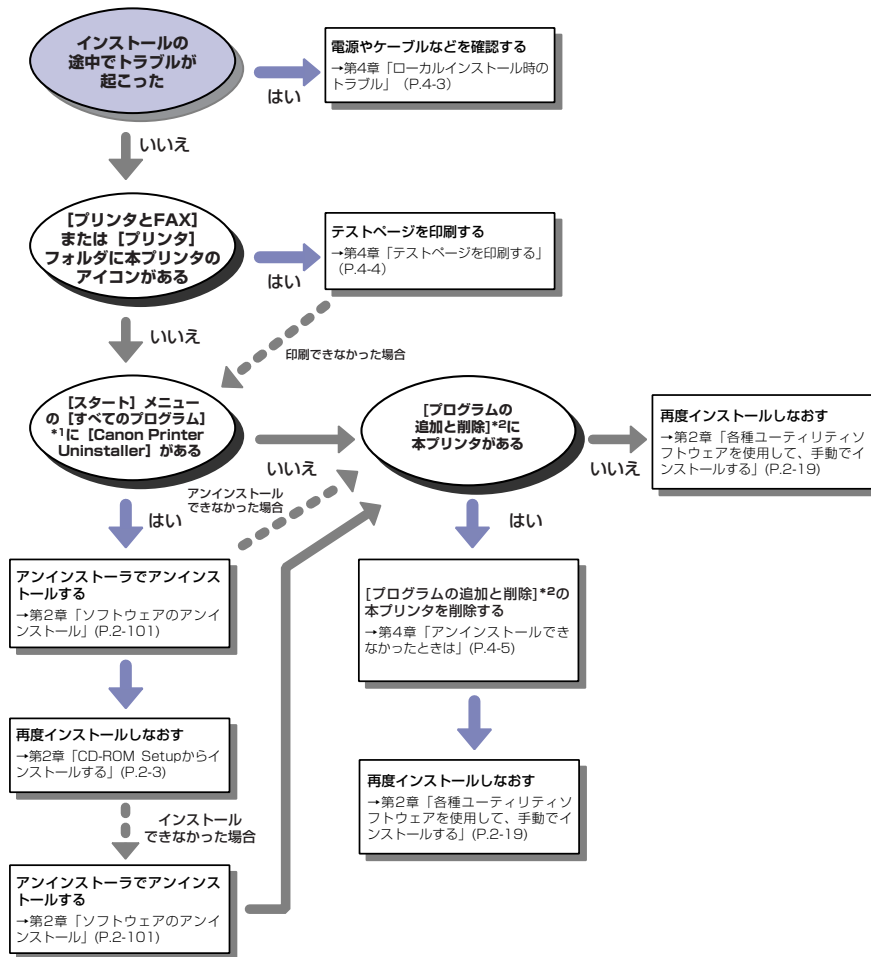 インストールの
途中でトラブルが
起こった
はい
電源やケーブルなどを確認する
→第4章「ローカルインストール時の
トラブル」（P.4-3）
いいえ
［プリンタとFAX］
または［プリンタ］
フォルダに本プリンタの
アイコンがある
はい
テストページを印刷する
→第4章「テストページを印刷する」
（P.4-4）
いいえ
印刷できなかった場合
［スタート］メニュー
の［すべてのプログラム］
*1に［Canon Printer
Uninstaller］がある
いいえ
［プログラムの
追加と削除］*2に
本プリンタがある
いいえ
再度インストールしなおす
→第2章「各種ユーティリティソ
フトウェアを使用して、手動でイ
ンストールする」(P.2-19)
はい
アンインストール
できなかった場合
はい
アンインストーラでアンインス
トールする
→第2章「ソフトウェアのアンイ
ンストール」(P.2-101)
［プログラムの追加と削除］*2の
本プリンタを削除する
→第4章「アンインストールでき
なかったときは」(P.4-5)
再度インストールしなおす
→第2章「CD-ROM Setupからイ
ンストールする」(P.2-3)
再度インストールしなおす
→第2章「各種ユーティリティソ
フトウェアを使用して、手動でイ
ンストールする」(P.2-19)
インストール
できなかった場合
アンインストーラでアンインス
トールする
→第2章「ソフトウェアのアンイ
ンストール」(P.2-101)